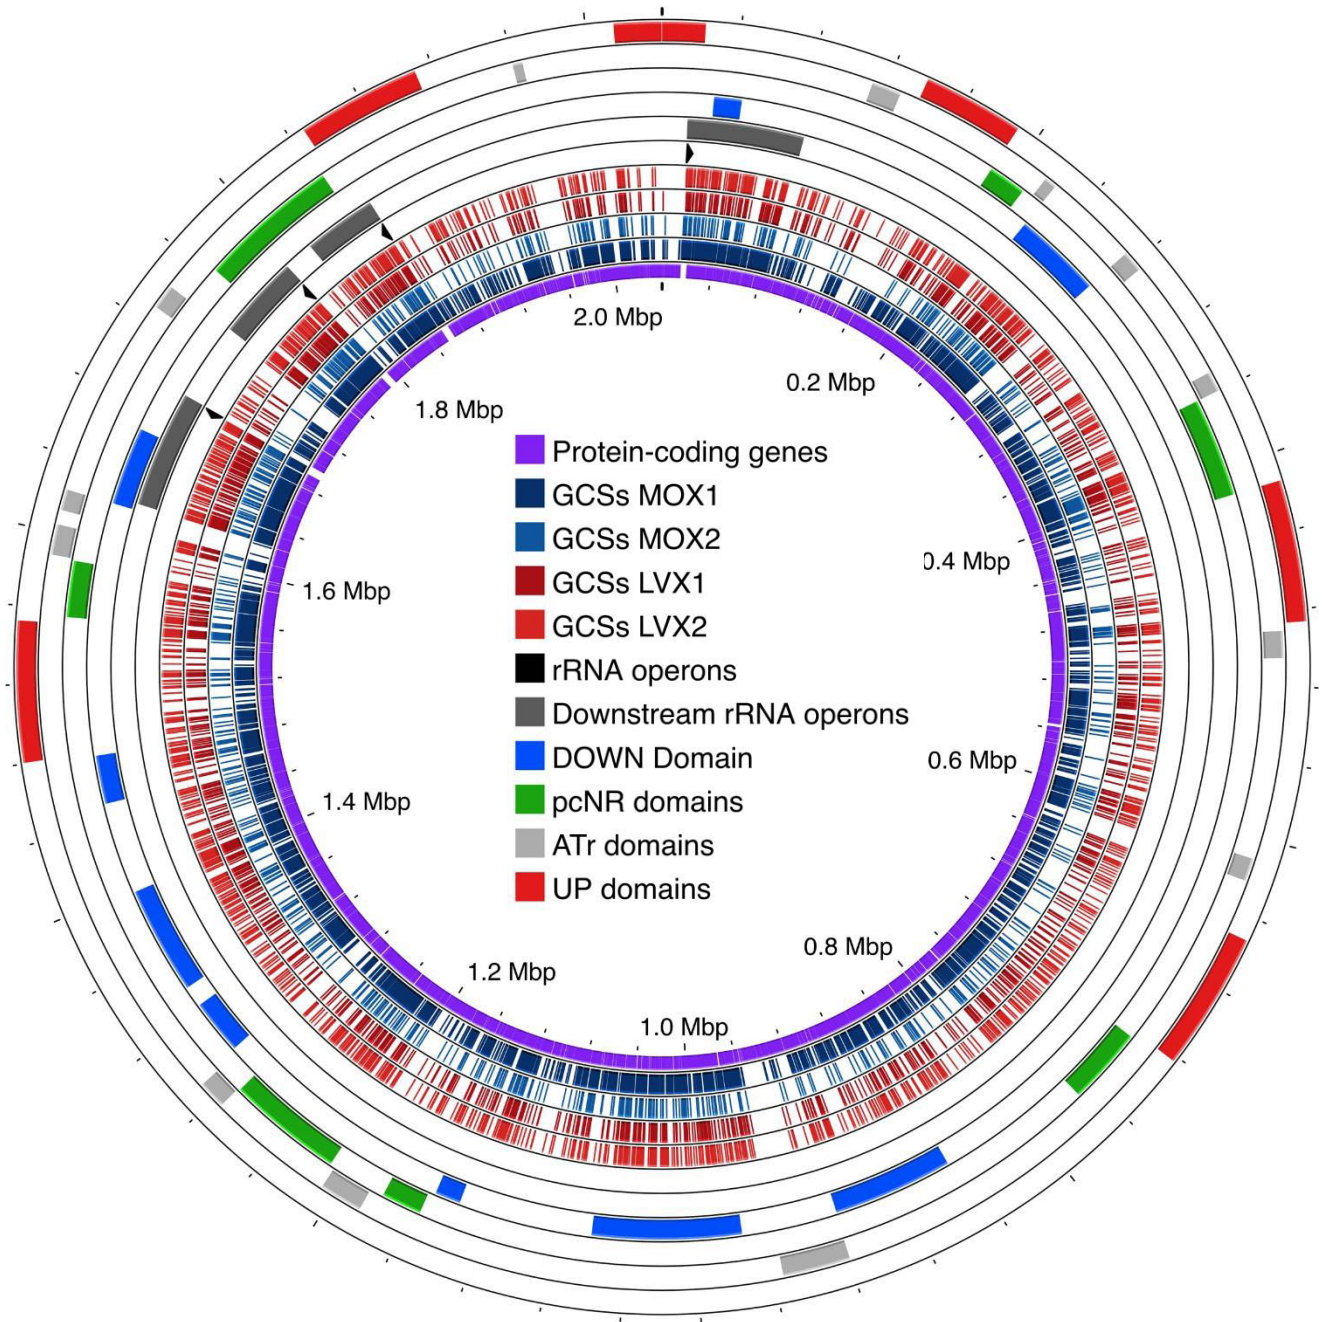 2.0 Mbp
0.2 Mbp
1.8 Mbp
Protein-coding genes
GCSs MOX1
GCSs MOX2
0.4 Mbp
GCSs LVX1
1.6 Mbp
GCSs LVX2
rRNA operons
Downstream rRNA operons
DOWN Domain
0.6 Mbp
pcNR domains
1.4 Mbp
ATr domains
UP domains
0.8 Mbp
1.2 Mbp
1.0 Mbp